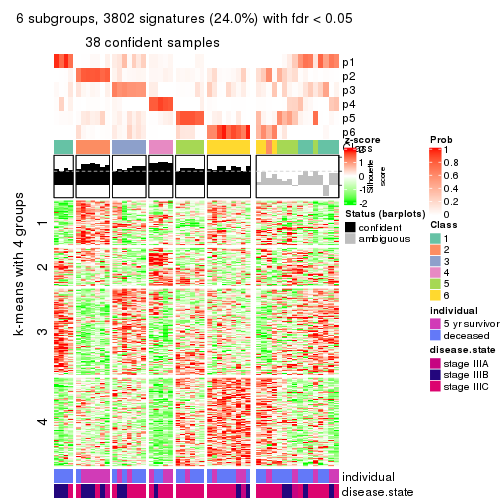 6 subgroups, 3802 signatures (24.0%) with fdr < 0.05
38 confident samples
p1
p2
p3
p4
p5
p6
Class
z-score
2
1
0
-1
-2
Silhouette
score
k-means with 4 groups
1
2
3
4
Status (barplots)
confident
ambiguous
Prob
1
0.8
0.6
0.4
0.2
0
Class
1
2
3
4
5
6
individual
5 yr survivor
deceased
disease.state
stage IIIA
stage IIIB
stage IIIC
individual
disease.state